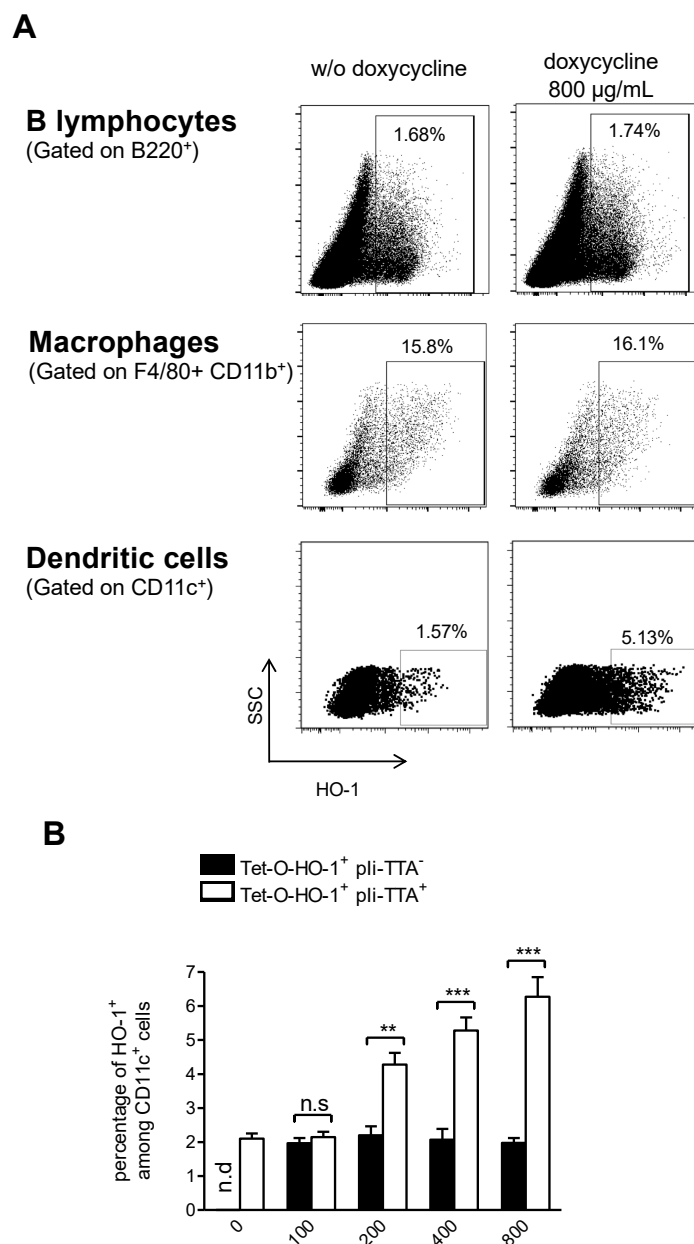 A
w/o doxycycline
doxycycline
800 µg/mL
B lymphocytes
(Gated on B220⁺)
1.68%
1.74%
Macrophages
(Gated on F4/80+ CD11b⁺)
15.8%
16.1%
Dendritic cells
(Gated on CD11c⁺)
1.57%
5.13%
SSC
HO-1
B
Tet-O-HO-1⁺ pli-TTA⁻
Tet-O-HO-1⁺ pli-TTA⁺
percentage of HO-1⁺
among CD11c⁺ cells
7
6
5
4
3
2
1
0
n.d
n.s
**
***
***
0
100
200
400
800